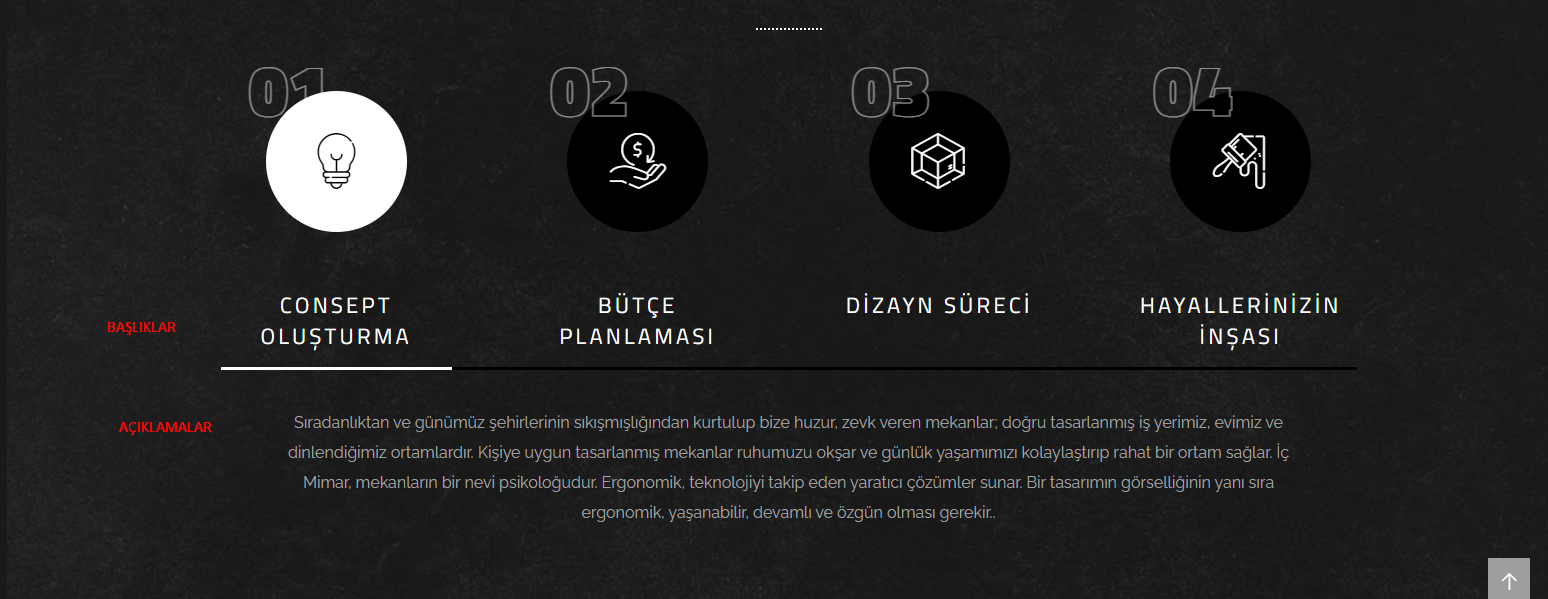 01 02 03 04
CONSEPT OLUŞTURMA
BÜTÇE PLANLAMASI
DİZAYN SÜRECİ
HAYALLERİNİZİN İNŞASI
BAŞLIKLAR
AÇIKLAMALAR
Sıradanlıktan ve günümüz şehirlerinin sıkışmışlığından kurtulup bize huzur, zevk veren mekanlar; doğru tasarlanmış iş yerimiz, evimiz ve
dinlendiğimiz ortamlardır. Kişiye uygun tasarlanmış mekanlar ruhumuzu okşar ve günlük yaşamımızı kolaylaştırıp rahat bir ortam sağlar. İç
Mimar, mekanların bir nevi psikoloğudur. Ergonomik, teknolojiyi takip eden yaratıcı çözümler sunar. Bir tasarımın görselliğinin yanı sıra
ergonomik, yaşanabilir, devamlı ve özgün olması gerekir..